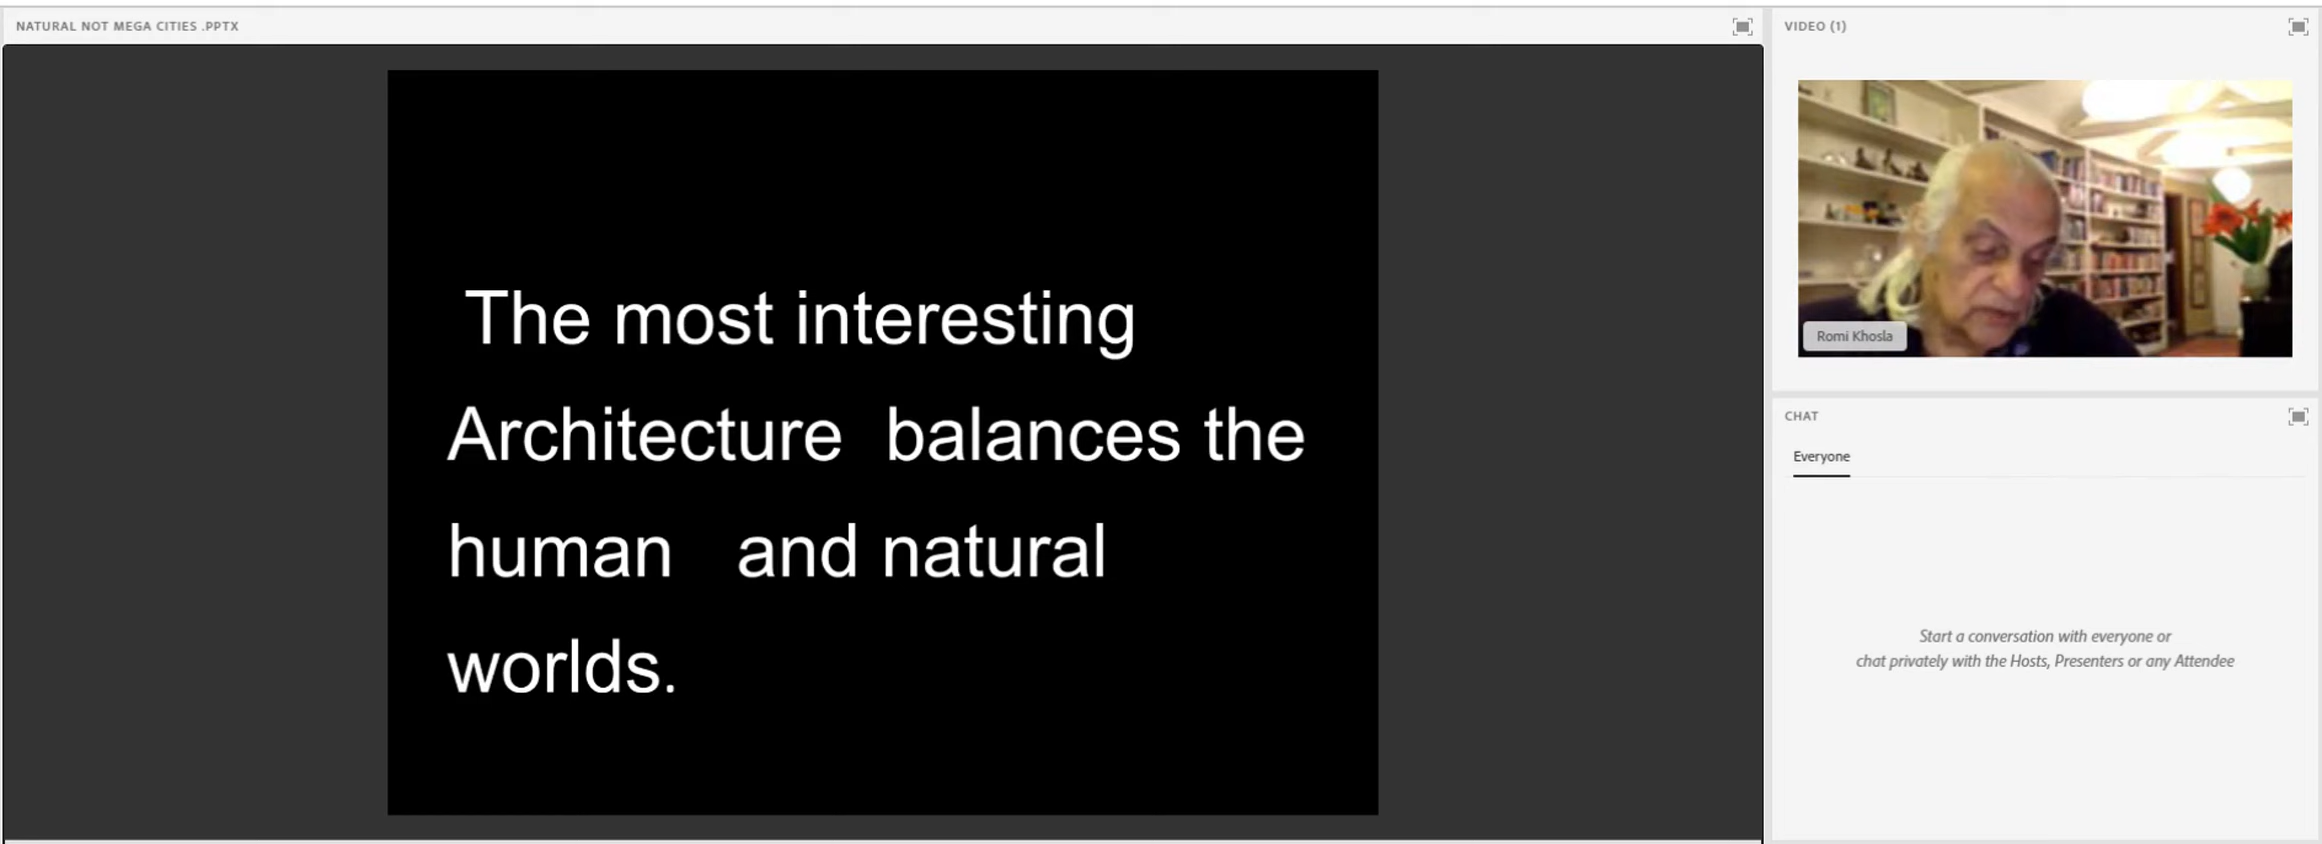 NATURAL NOT MEGA CITIES .PPTX
The most interesting
Architecture  balances the
human   and natural
worlds.
VIDEO (1)
Romi Khosla
CHAT
Everyone
Start a conversation with everyone or
chat privately with the Hosts, Presenters or any Attendee